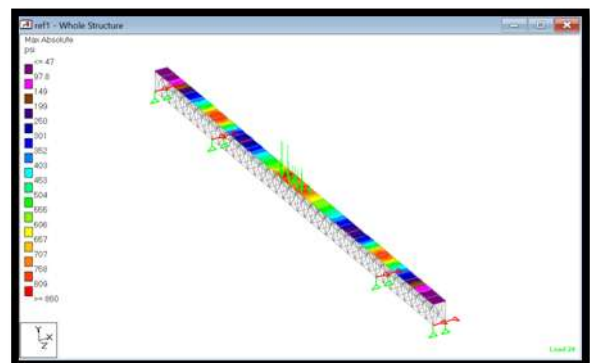 ref1 - Whole Structure
Max Absolute
psi
<= 47
97.8
149
199
250
301
352
403
453
504
555
606
657
707
758
809
>= 860
Y
X
Z
Load 24